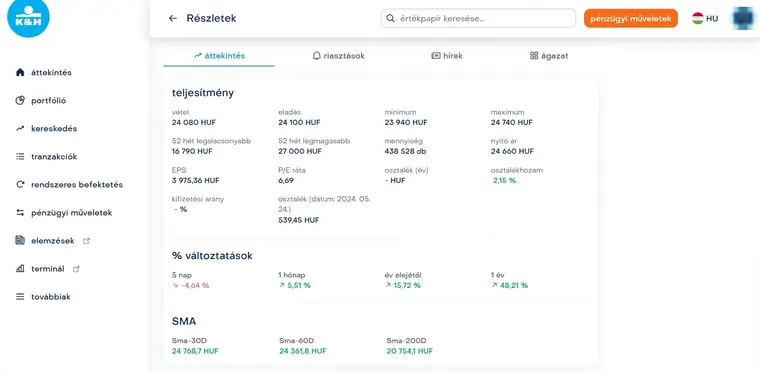 K&H
← Részletek
értékpapír keresése...
pénzügyi műveletek
HU
áttekintés
portfólió
kereskedés
tranzakciók
rendszeres befektetés
pénzügyi műveletek
elemzések
terminál
továbbiak
áttekintés riasztások hírek ágazat
teljesítmény
vétel eladás minimum maximum
24 080 HUF 24 100 HUF 23 940 HUF 24 740 HUF
52 hét legalacsonyabb 52 hét legmagasabb mennyiség nyitó ár
16 790 HUF 27 000 HUF 438 528 db 24 660 HUF
EPS P/E ráta osztalék (év) osztalékhozam
3 975,36 HUF 6,69 - HUF 2,15 %
kifizetési arány osztalék (dátum: 2024. 05.
- % 24.)
539,45 HUF
% változtatások
5 nap 1 hónap év elejétől 1 év
↘ -4,64 % ↗ 5,51 % ↗ 15,72 % ↗ 48,21 %
SMA
Sma-30D Sma-60D Sma-200D
24 768,7 HUF 24 361,8 HUF 20 754,1 HUF